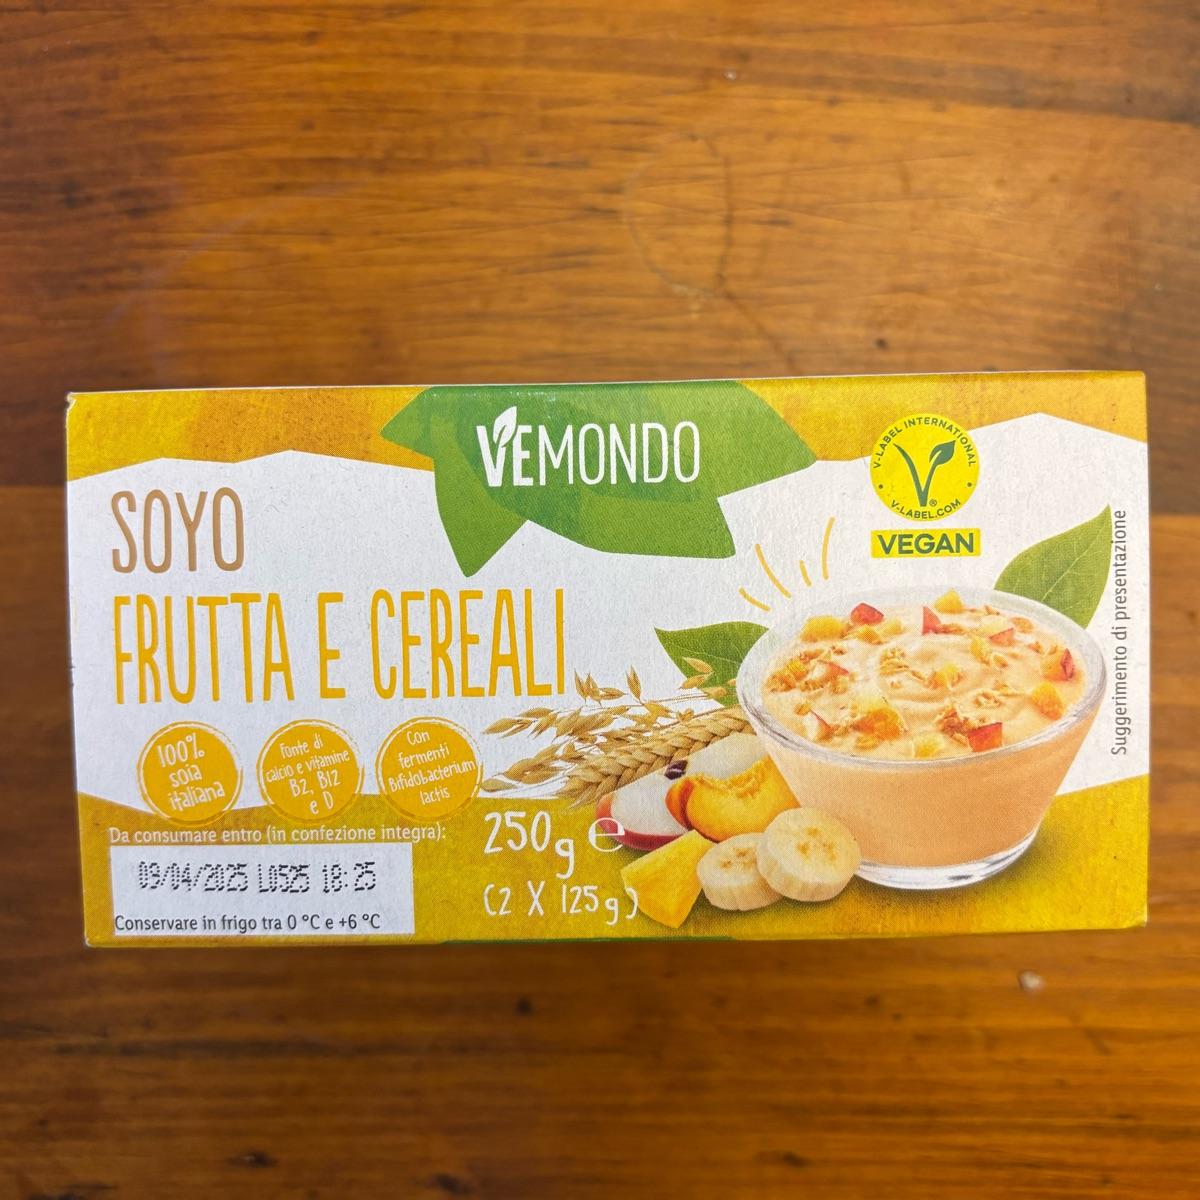 VEMONDO
V-LABEL INTERNATIONAL
V-LABEL.COM
®
VEGAN
SOYO
FRUTTA E CEREALI
100%
soia
italiana
Fonte di
calcio e vitamine
B2, B12
e D
Con
fermenti
Bifidobacterium
lactis
Da consumare entro (in confezione integra):
09/04/2025 L0525 18:25
Conservare in frigo tra 0 °C e +6 °C
250g e
(2 X 125g)
Suggerimento di presentazione